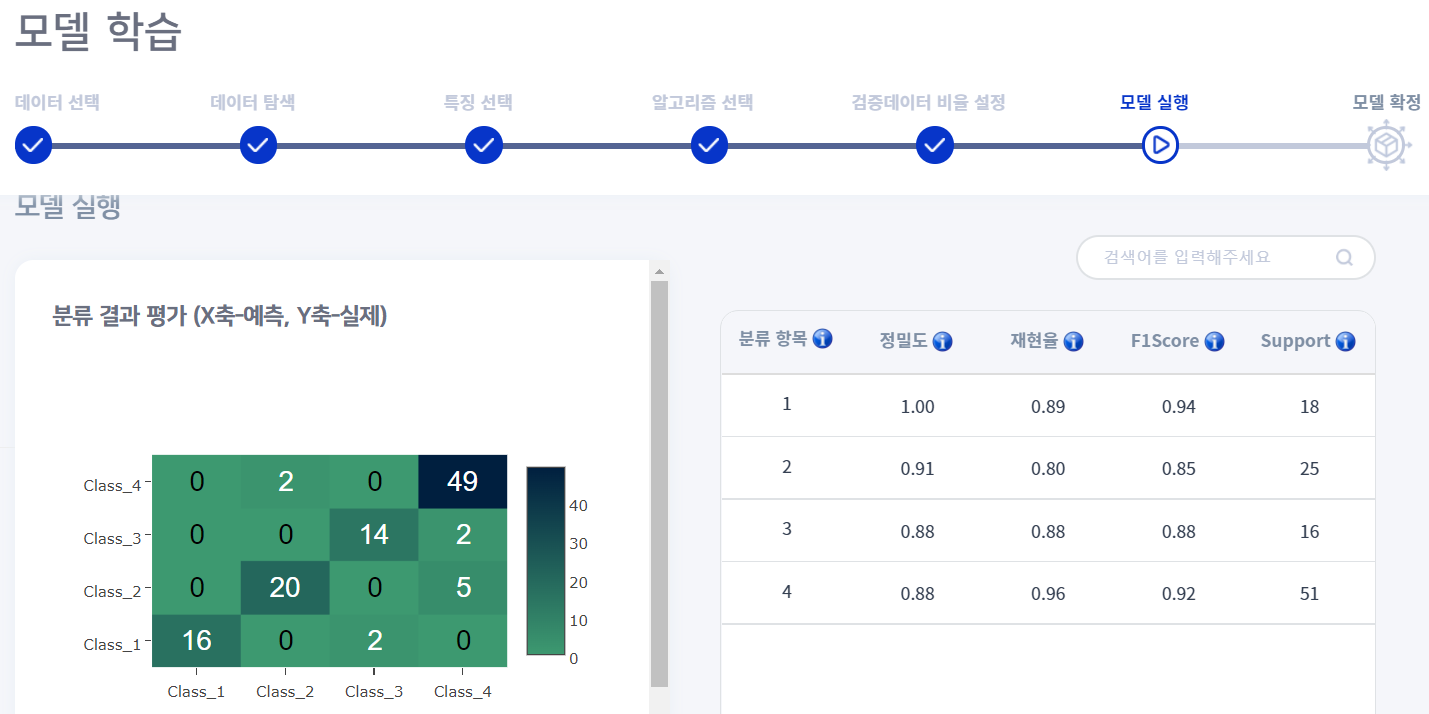 모델 학습
데이터 선택 데이터 탐색 특징 선택 알고리즘 선택 검증데이터 비율 설정 모델 실행 모델 확정
모델 실행
검색어를 입력해주세요
분류 결과 평가 (X축-예측, Y축-실제)
Class_4 0 2 0 49
Class_3 0 0 14 2
Class_2 0 20 0 5
Class_1 16 0 2 0
Class_1 Class_2 Class_3 Class_4
40
30
20
10
0
분류 항목 정밀도 재현율 F1Score Support
1 1.00 0.89 0.94 18
2 0.91 0.80 0.85 25
3 0.88 0.88 0.88 16
4 0.88 0.96 0.92 51